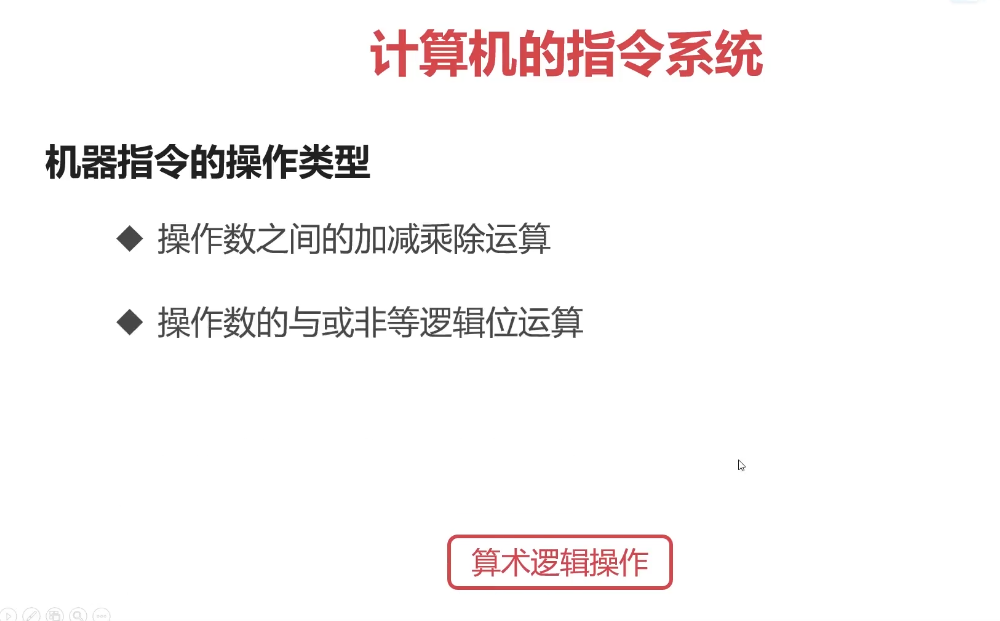 计算机的指令系统
机器指令的操作类型
操作数之间的加减乘除运算
操作数的与或非等逻辑位运算
算术逻辑操作